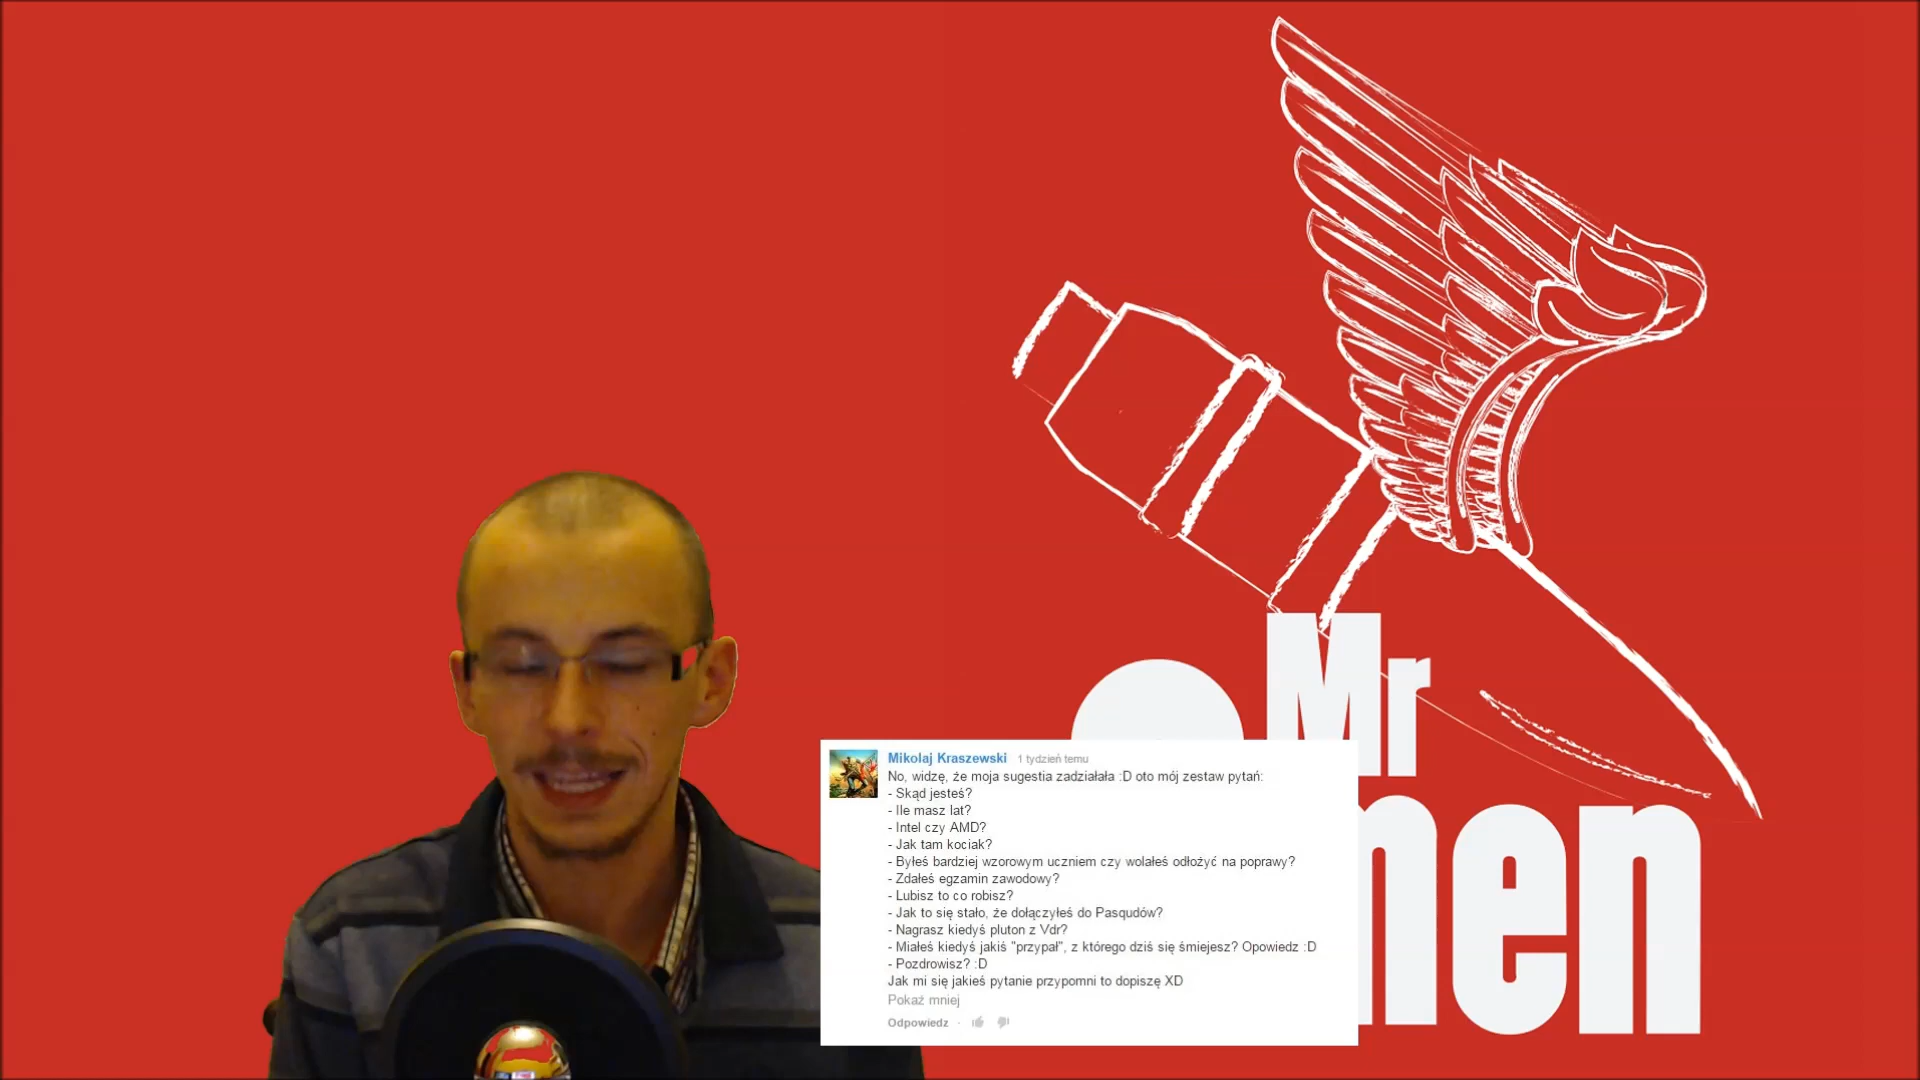 Mr
men
Mikolaj Kraszewski 1 tydzień temu
No, widzę, że moja sugestia zadziałała :D oto mój zestaw pytań:
- Skąd jesteś?
- Ile masz lat?
- Intel czy AMD?
- Jak tam kociak?
- Byłeś bardziej wzorowym uczniem czy wolałeś odłożyć na poprawy?
- Zdałeś egzamin zawodowy?
- Lubisz to co robisz?
- Jak to się stało, że dołączyłeś do Pasqudów?
- Nagrasz kiedyś pluton z Vdr?
- Miałeś kiedyś jakiś "przypał", z którego dziś się śmiejesz? Opowiedz :D
- Pozdrowisz? :D
Jak mi się jakieś pytanie przypomni to dopiszę XD
Pokaż mniej
Odpowiedz ·